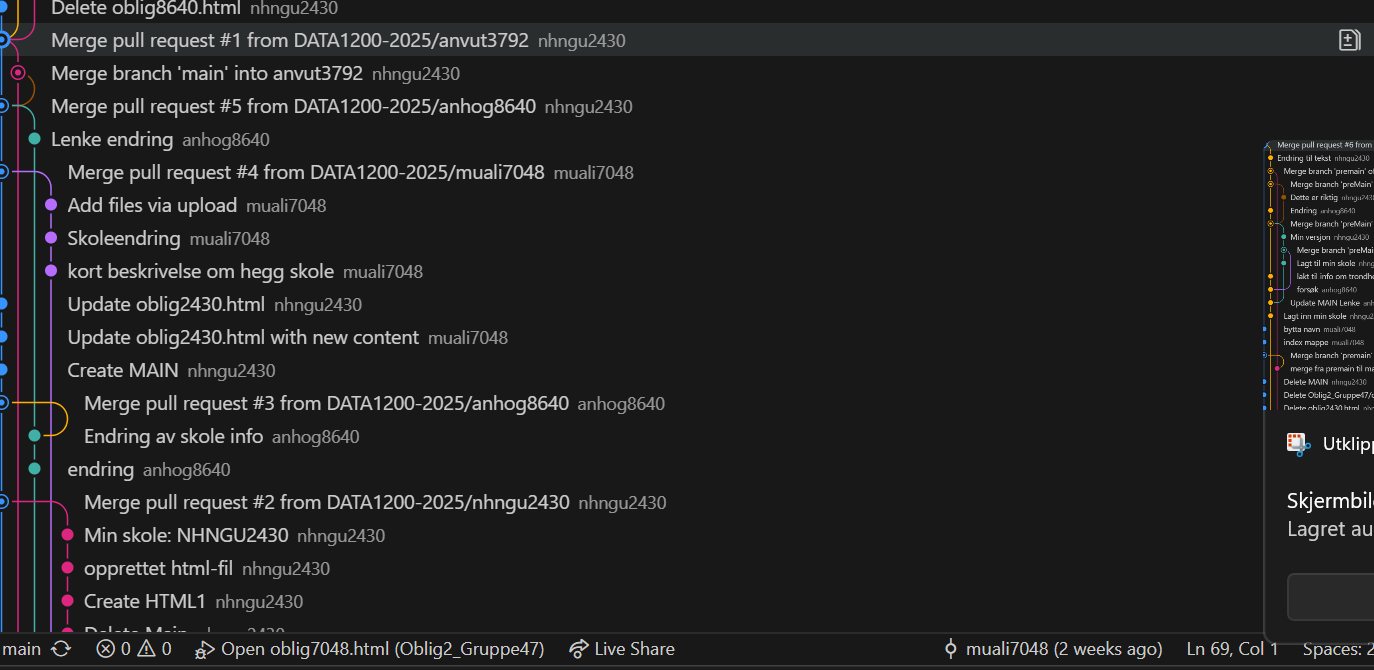 Delete oblig8640.html nhngu2430
Merge pull request #1 from DATA1200-2025/anvut3792 nhngu2430
Merge branch 'main' into anvut3792 nhngu2430
Merge pull request #5 from DATA1200-2025/anhog8640 nhngu2430
Lenke endring anhog8640
Merge pull request #4 from DATA1200-2025/muali7048 muali7048
Add files via upload muali7048
Skoleendring muali7048
kort beskrivelse om hegg skole muali7048
Update oblig2430.html nhngu2430
Update oblig2430.html with new content muali7048
Create MAIN nhngu2430
Merge pull request #3 from DATA1200-2025/anhog8640 anhog8640
Endring av skole info anhog8640
endring anhog8640
Merge pull request #2 from DATA1200-2025/nhngu2430 nhngu2430
Min skole: NHNGU2430 nhngu2430
opprettet html-fil nhngu2430
Create HTML1 nhngu2430
Delete Main
Merge pull request #6 from
Endring til tekst nhngu2430
Merge branch 'premain' of
Merge branch 'preMain'
Dette er riktig nhngu243
Endring anhog8640
Merge branch 'preMain'
Min versjon nhngu2430
Merge branch 'preMai
Lagt til min skole nhng
lakt til info om trondhe
forsøk anhog8640
Update MAIN Lenke anh
Lagt inn min skole nhngu2
bytta navn muali7048
index mappe muali7048
Merge branch 'premain'
merge fra premain til ma
Delete MAIN nhngu2430
Delete Oblig2_Gruppe47/o
Delete oblig2430.html nhn
Utklipp
Skjermbil
Lagret au
main 0 0 Open oblig7048.html (Oblig2_Gruppe47) Live Share muali7048 (2 weeks ago) Ln 69, Col 1 Spaces: 2